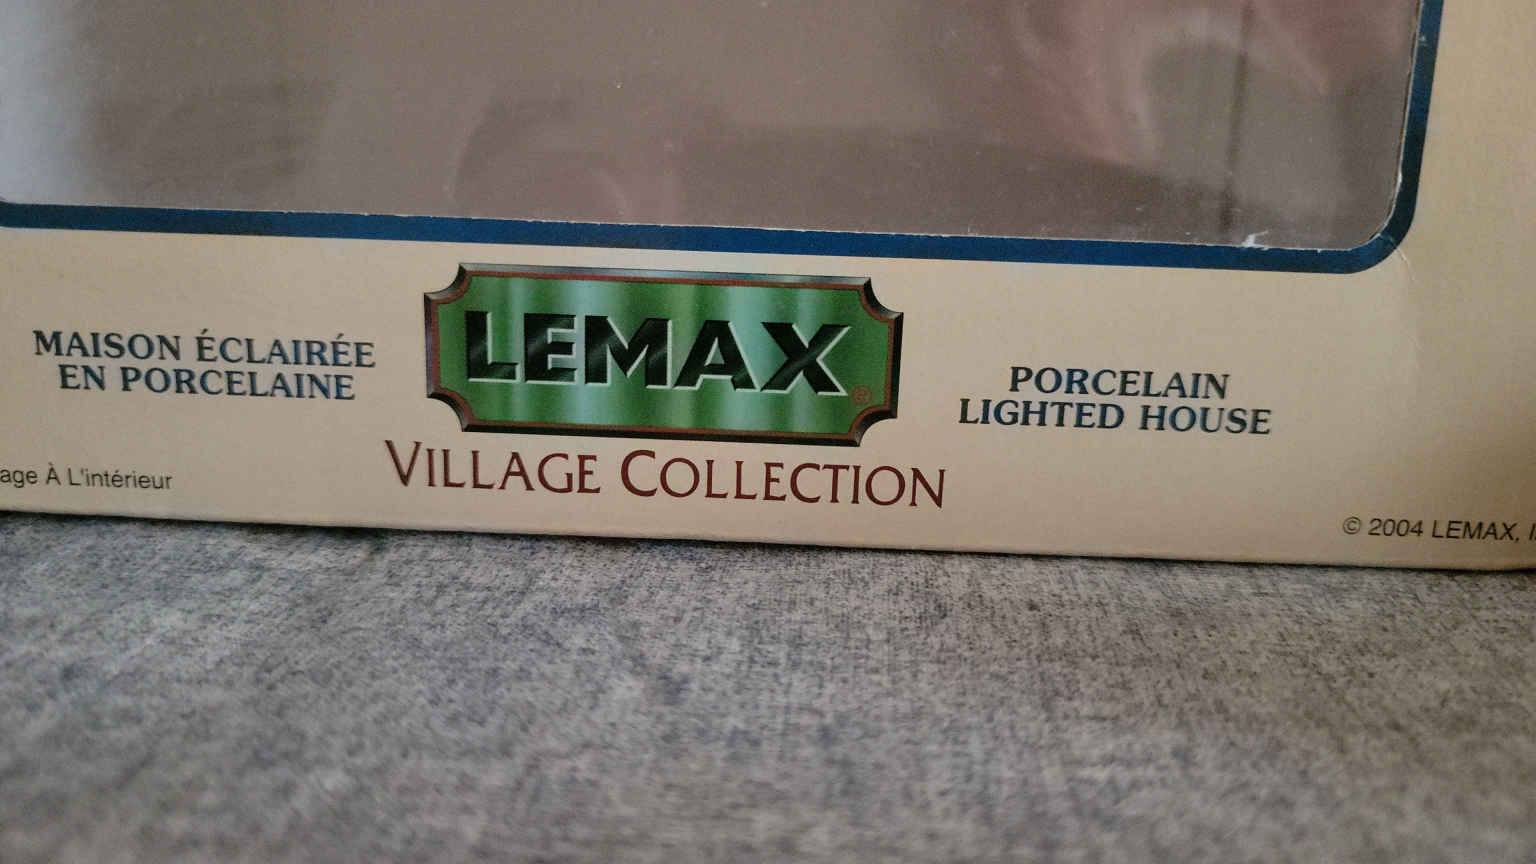 MAISON ÉCLAIRÉE
EN PORCELAINE
LEMAX®
VILLAGE COLLECTION
PORCELAIN
LIGHTED HOUSE
À L'intérieur
© 2004 LEMAX,